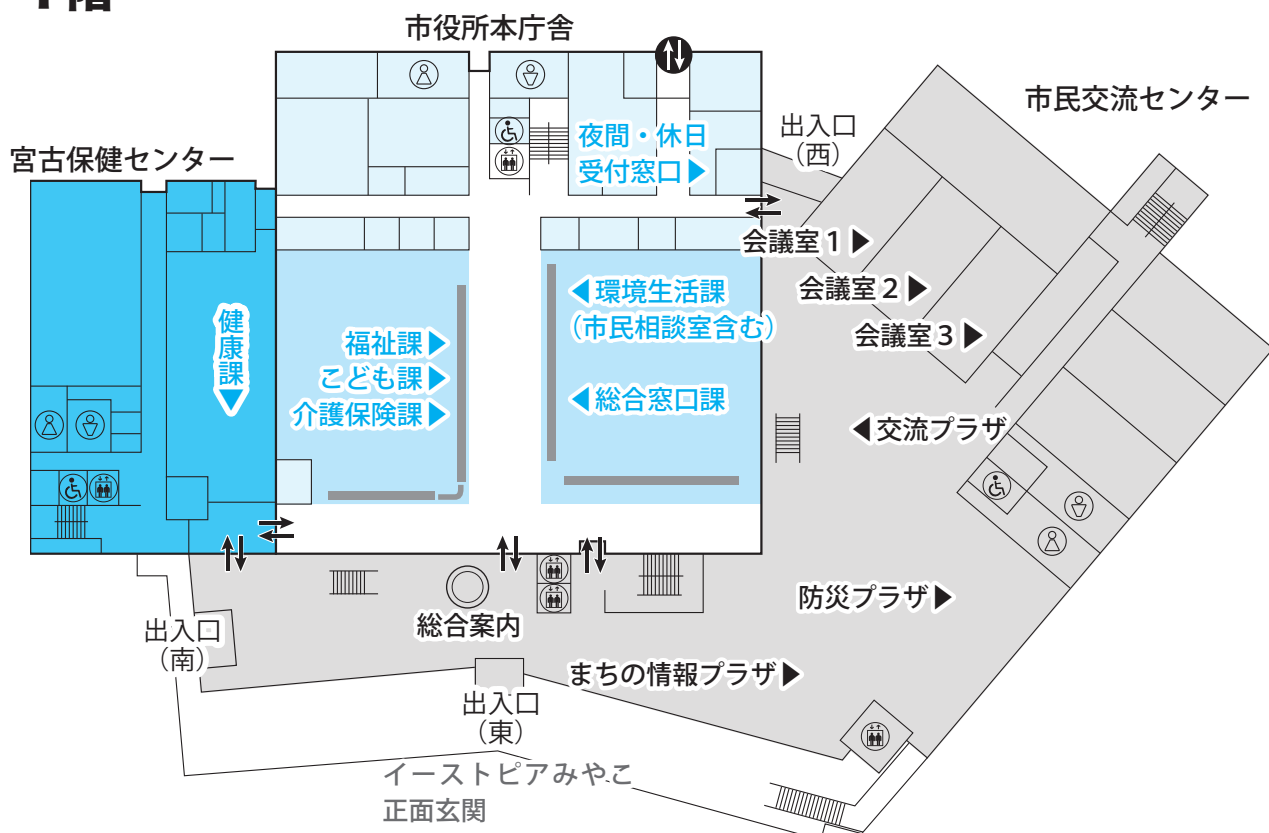 1階
市役所本庁舎
市民交流センター
宮古保健センター
夜間・休日
受付窓口▶
出入口
（西）
会議室1▶
会議室2▶
会議室3▶
◀環境生活課
（市民相談室含む）
◀総合窓口課
健康課▼
福祉課▶
こども課▶
介護保険課▶
◀交流プラザ
防災プラザ▶
総合案内
まちの情報プラザ▶
出入口
（南）
出入口
（東）
イーストピアみやこ
正面玄関